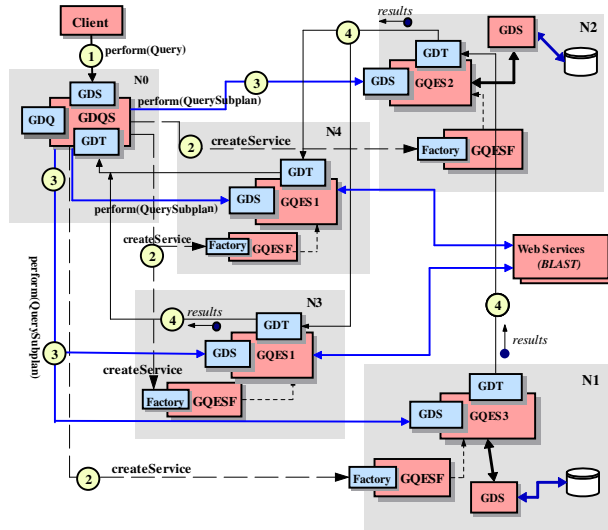 Client
1
perform(Query)
N0
GDS
GDQ
GDQS
GDT
perform(QuerySubplan)
3
results
4
GDT
GDS
GQES2
GDS
N2
2
createService
Factory
GQESF
N4
GDT
GDS
GQES1
3
perform(QuerySubplan)
createService
2
Factory
GQESF
Web Services
(BLAST)
perform(QuerySubplan)
N3
4
results
GDT
GDS
GQES1
3
createService
Factory
GQESF
4
results
N1
GDT
GDS
GQES3
2
createService
Factory
GQESF
GDS